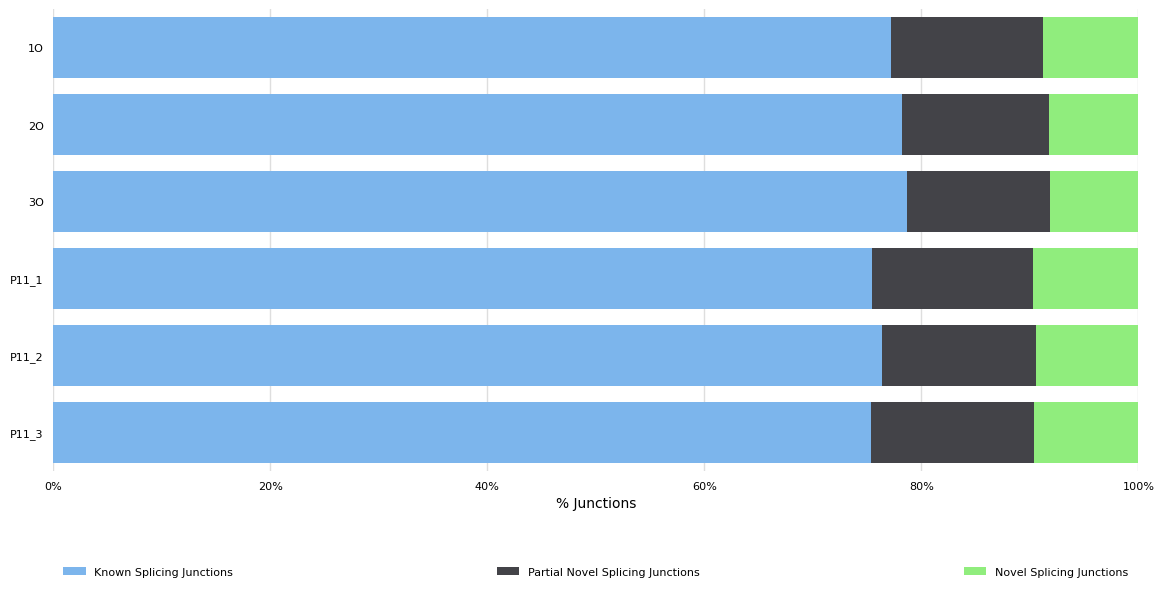 1O
2O
3O
P11_1
P11_2
P11_3
0% 20% 40% 60% 80% 100%
% Junctions
Known Splicing Junctions Partial Novel Splicing Junctions Novel Splicing Junctions